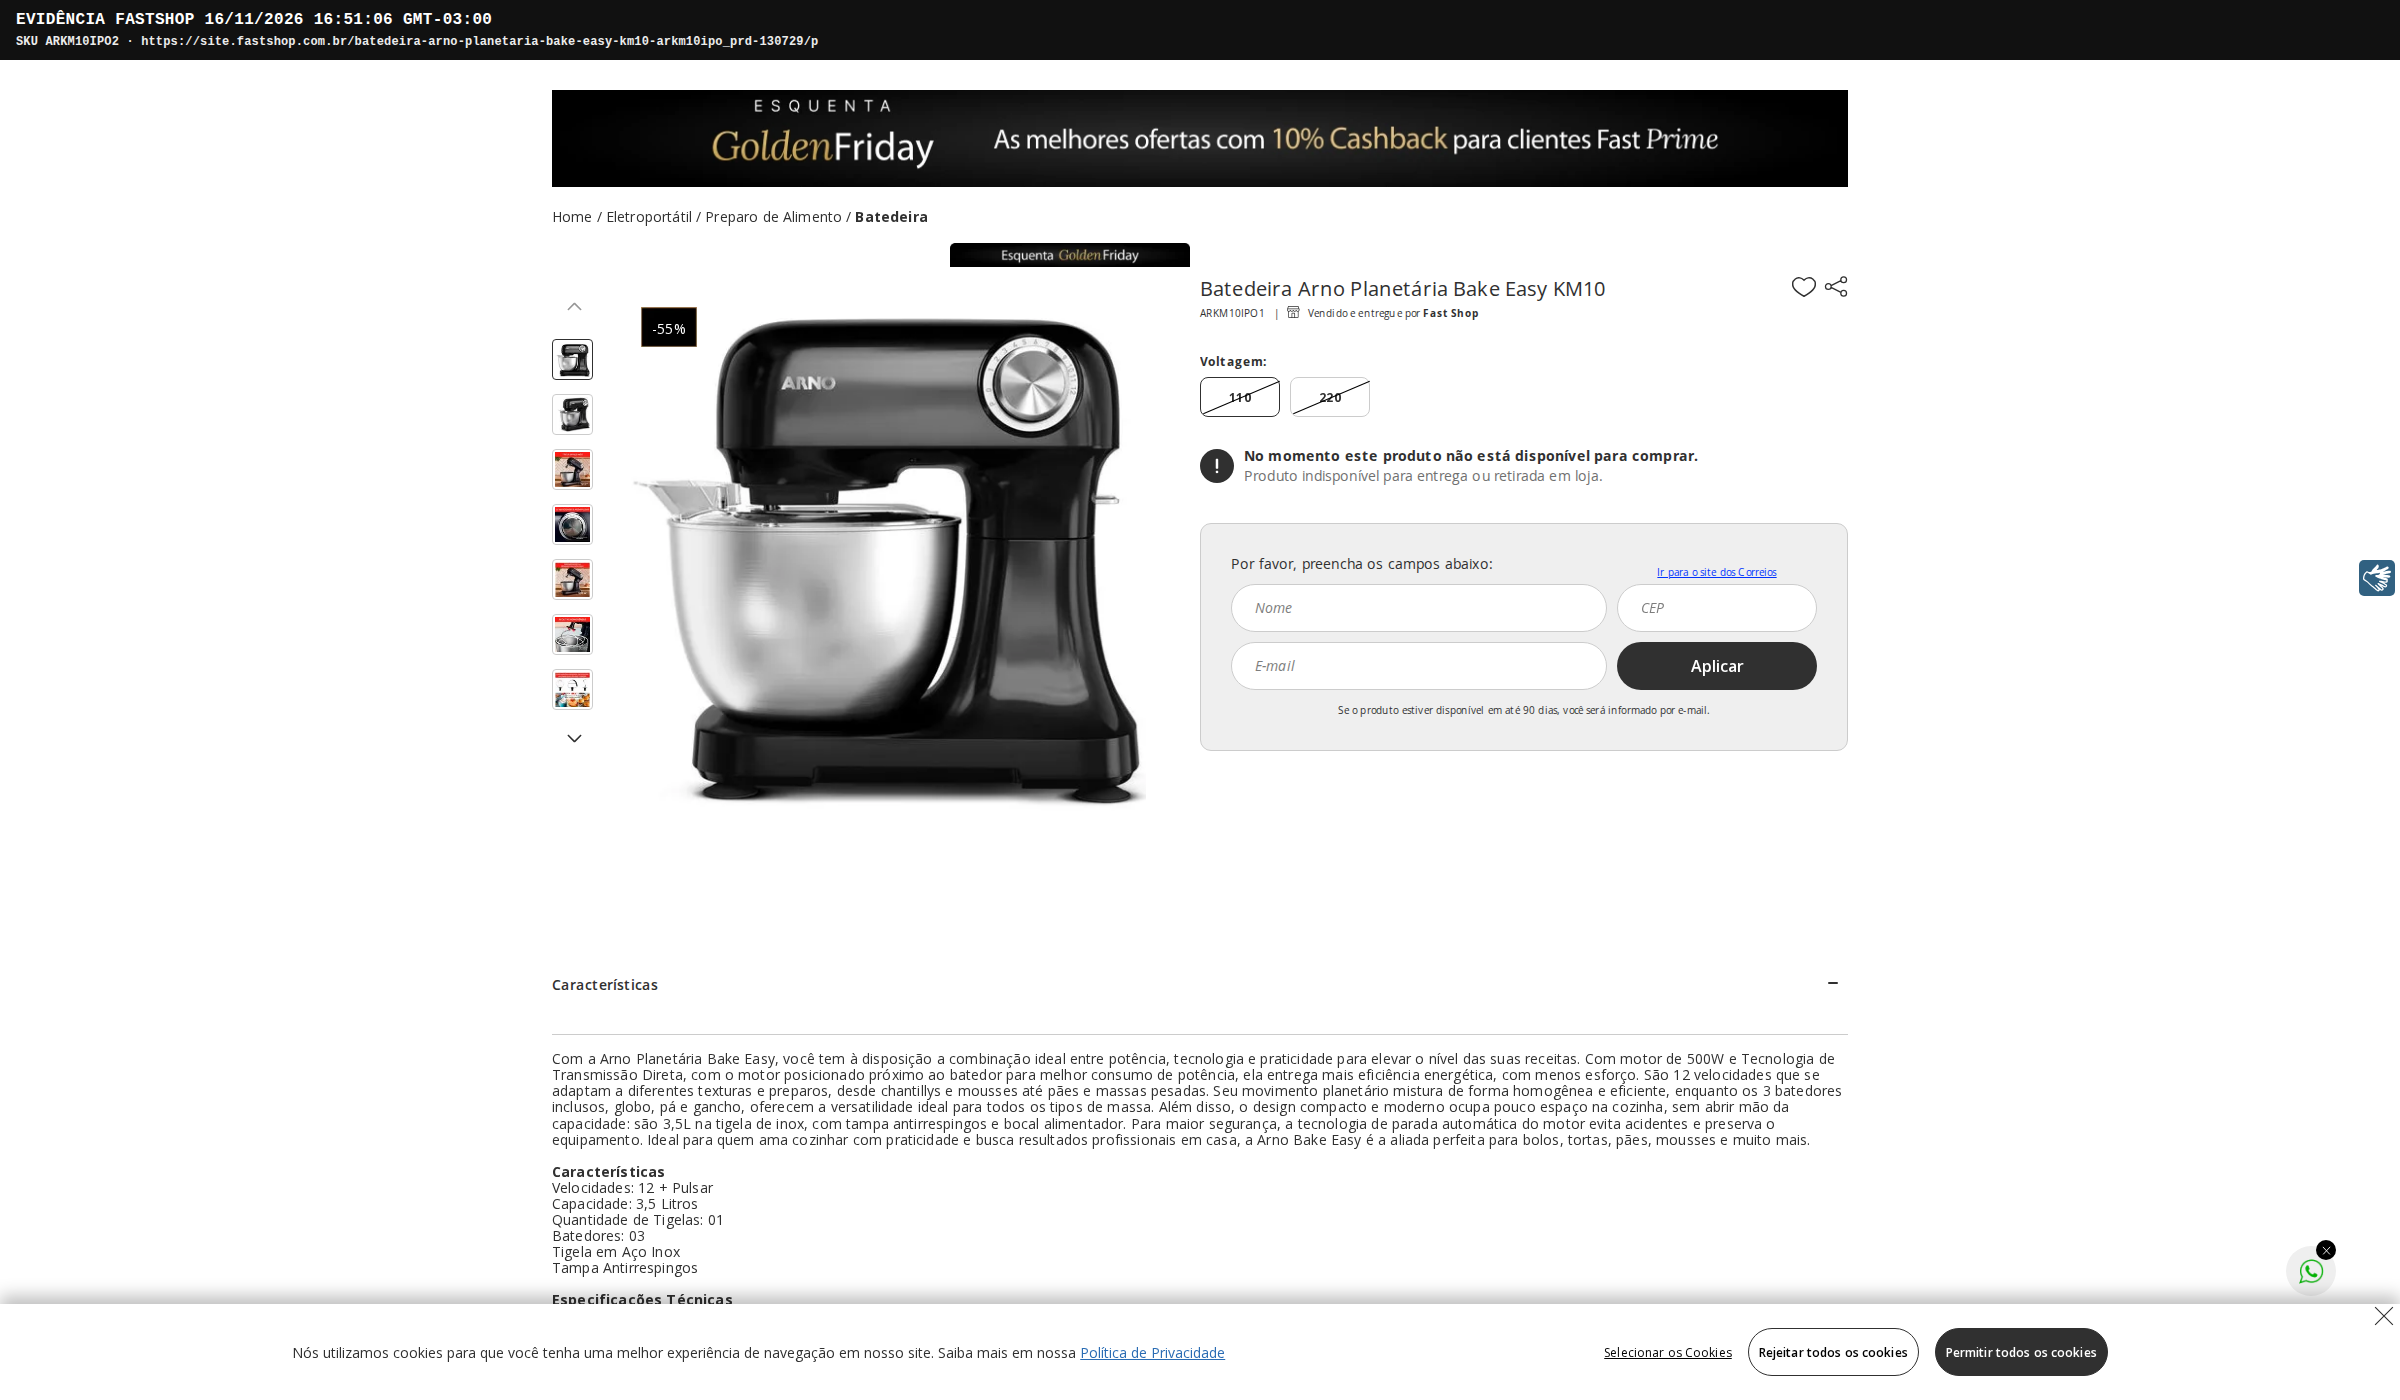 EVIDÊNCIA FASTSHOP 16/11/2026 16:51:06 GMT-03:00
SKU ARKM10IPO2 · https://site.fastshop.com.br/batedeira-arno-planetaria-bake-easy-km10-arkm10ipo_prd-130729/p
ESQUENTA
GoldenFriday
As melhores ofertas com 10% Cashback para clientes Fast Prime
Home / Eletroportátil / Preparo de Alimento / Batedeira
Esquenta GoldenFriday
Batedeira Arno Planetária Bake Easy KM10
ARKM10IPO1 | Vendido e entregue por Fast Shop
-55%
ARNO
Voltagem:
110
220
No momento este produto não está disponível para comprar.
Produto indisponível para entrega ou retirada em loja.
Por favor, preencha os campos abaixo:
Ir para o site dos Correios
Nome
CEP
E-mail
Aplicar
Se o produto estiver disponível em até 90 dias, você será informado por e-mail.
Características
Com a Arno Planetária Bake Easy, você tem à disposição a combinação ideal entre potência, tecnologia e praticidade para elevar o nível das suas receitas. Com motor de 500W e Tecnologia de
Transmissão Direta, com o motor posicionado próximo ao batedor para melhor consumo de potência, ela entrega mais eficiência energética, com menos esforço. São 12 velocidades que se
adaptam a diferentes texturas e preparos, desde chantillys e mousses até pães e massas pesadas. Seu movimento planetário mistura de forma homogênea e eficiente, enquanto os 3 batedores
inclusos, globo, pá e gancho, oferecem a versatilidade ideal para todos os tipos de massa. Além disso, o design compacto e moderno ocupa pouco espaço na cozinha, sem abrir mão da
capacidade: são 3,5L na tigela de inox, com tampa antirrespingos e bocal alimentador. Para maior segurança, a tecnologia de parada automática do motor evita acidentes e preserva o
equipamento. Ideal para quem ama cozinhar com praticidade e busca resultados profissionais em casa, a Arno Bake Easy é a aliada perfeita para bolos, tortas, pães, mousses e muito mais.
Características
Velocidades: 12 + Pulsar
Capacidade: 3,5 Litros
Quantidade de Tigelas: 01
Batedores: 03
Tigela em Aço Inox
Tampa Antirrespingos
Especificações Técnicas
Nós utilizamos cookies para que você tenha uma melhor experiência de navegação em nosso site. Saiba mais em nossa Política de Privacidade
Selecionar os Cookies
Rejeitar todos os cookies
Permitir todos os cookies